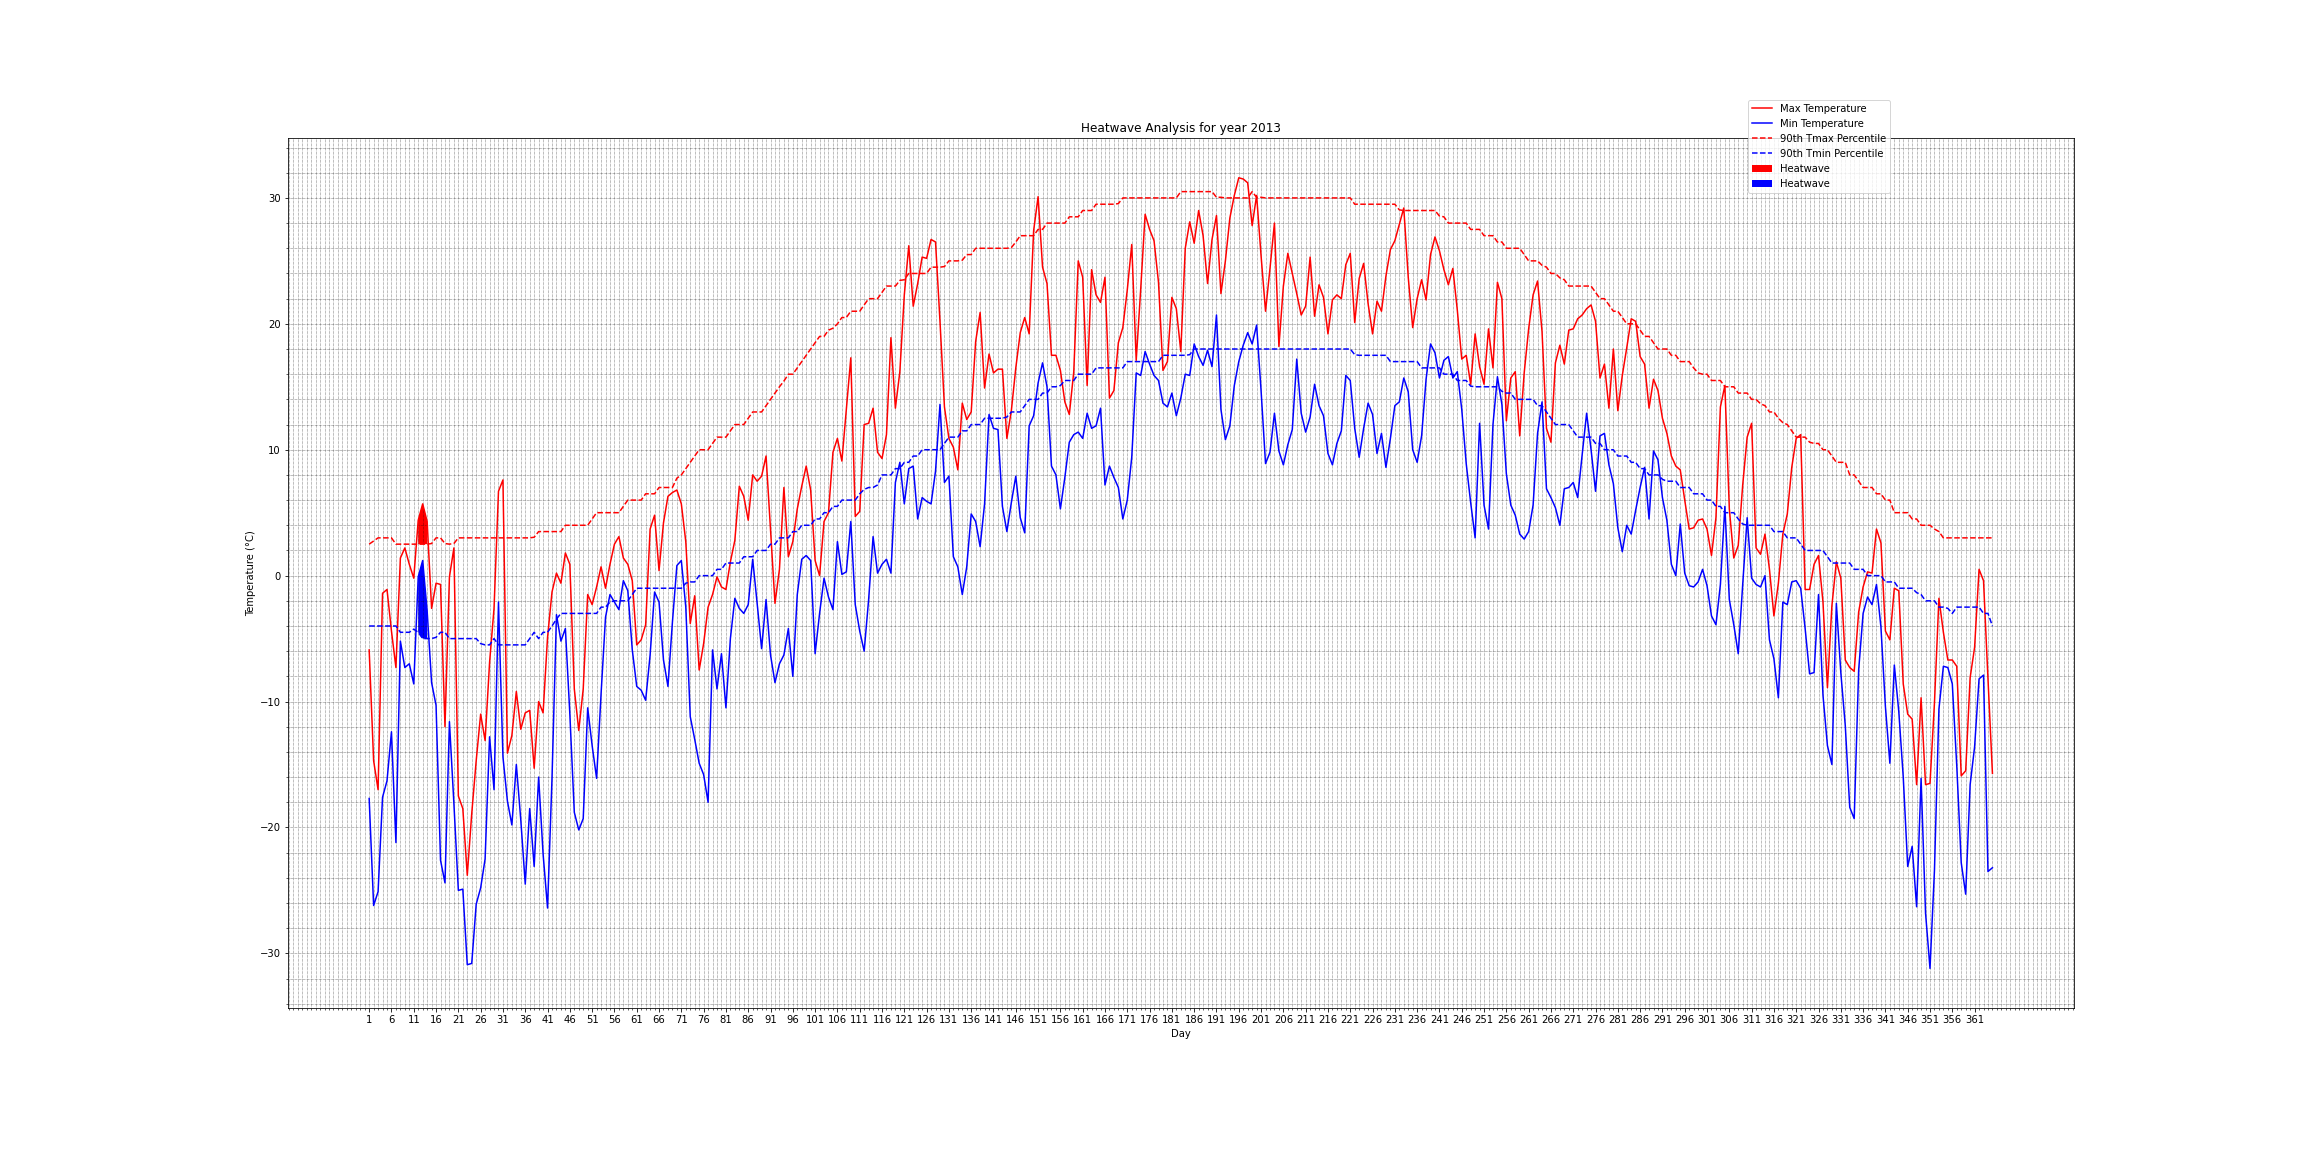 Heatwave Analysis for year 2013
Max Temperature
Min Temperature
90th Tmax Percentile
90th Tmin Percentile
Heatwave
Heatwave
Temperature (°C)
30
20
10
0
−10
−20
−30
1 6 11 16 21 26 31 36 41 46 51 56 61 66 71 76 81 86 91 96 101 106 111 116 121 126 131 136 141 146 151 156 161 166 171 176 181 186 191 196 201 206 211 216 221 226 231 236 241 246 251 256 261 266 271 276 281 286 291 296 301 306 311 316 321 326 331 336 341 346 351 356 361
Day